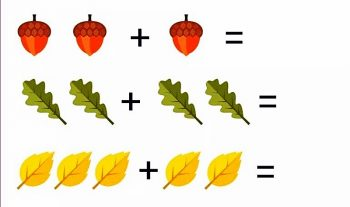 + =
+ =
+ =